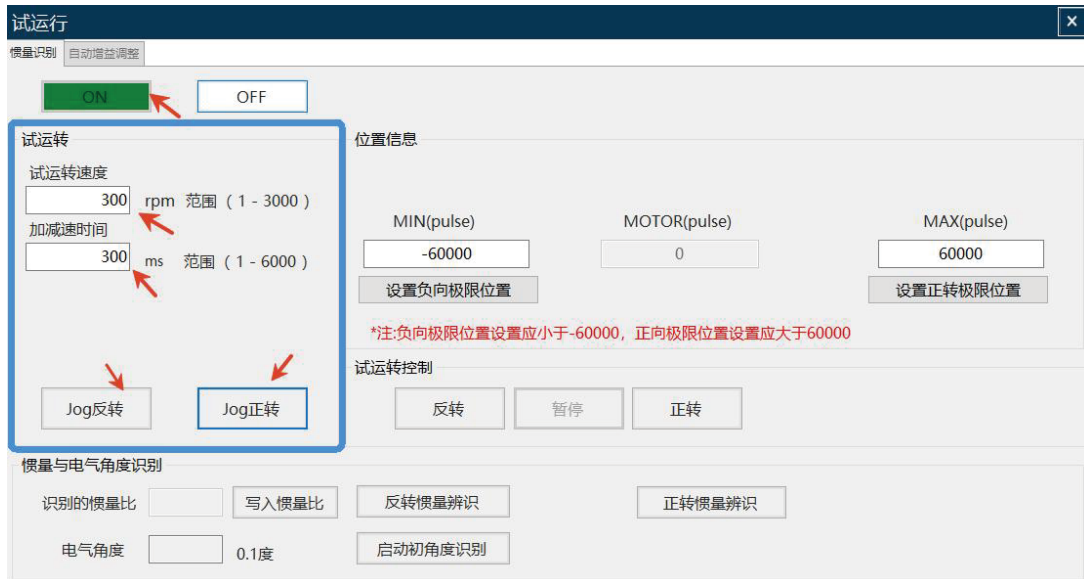 试运行
×
惯量识别 自动增益调整
ON OFF
试运转
试运转速度
300 rpm 范围 ( 1 - 3000 )
加减速时间
300 ms 范围 ( 1 - 6000 )
Jog反转 Jog正转
位置信息
MIN(pulse) MOTOR(pulse) MAX(pulse)
-60000 0 60000
设置负向极限位置 设置正转极限位置
*注:负向极限位置设置应小于-60000，正向极限位置设置应大于60000
试运转控制
反转 暂停 正转
惯量与电气角度识别
识别的惯量比 写入惯量比 反转惯量辨识 正转惯量辨识
电气角度 0.1度 启动初角度识别